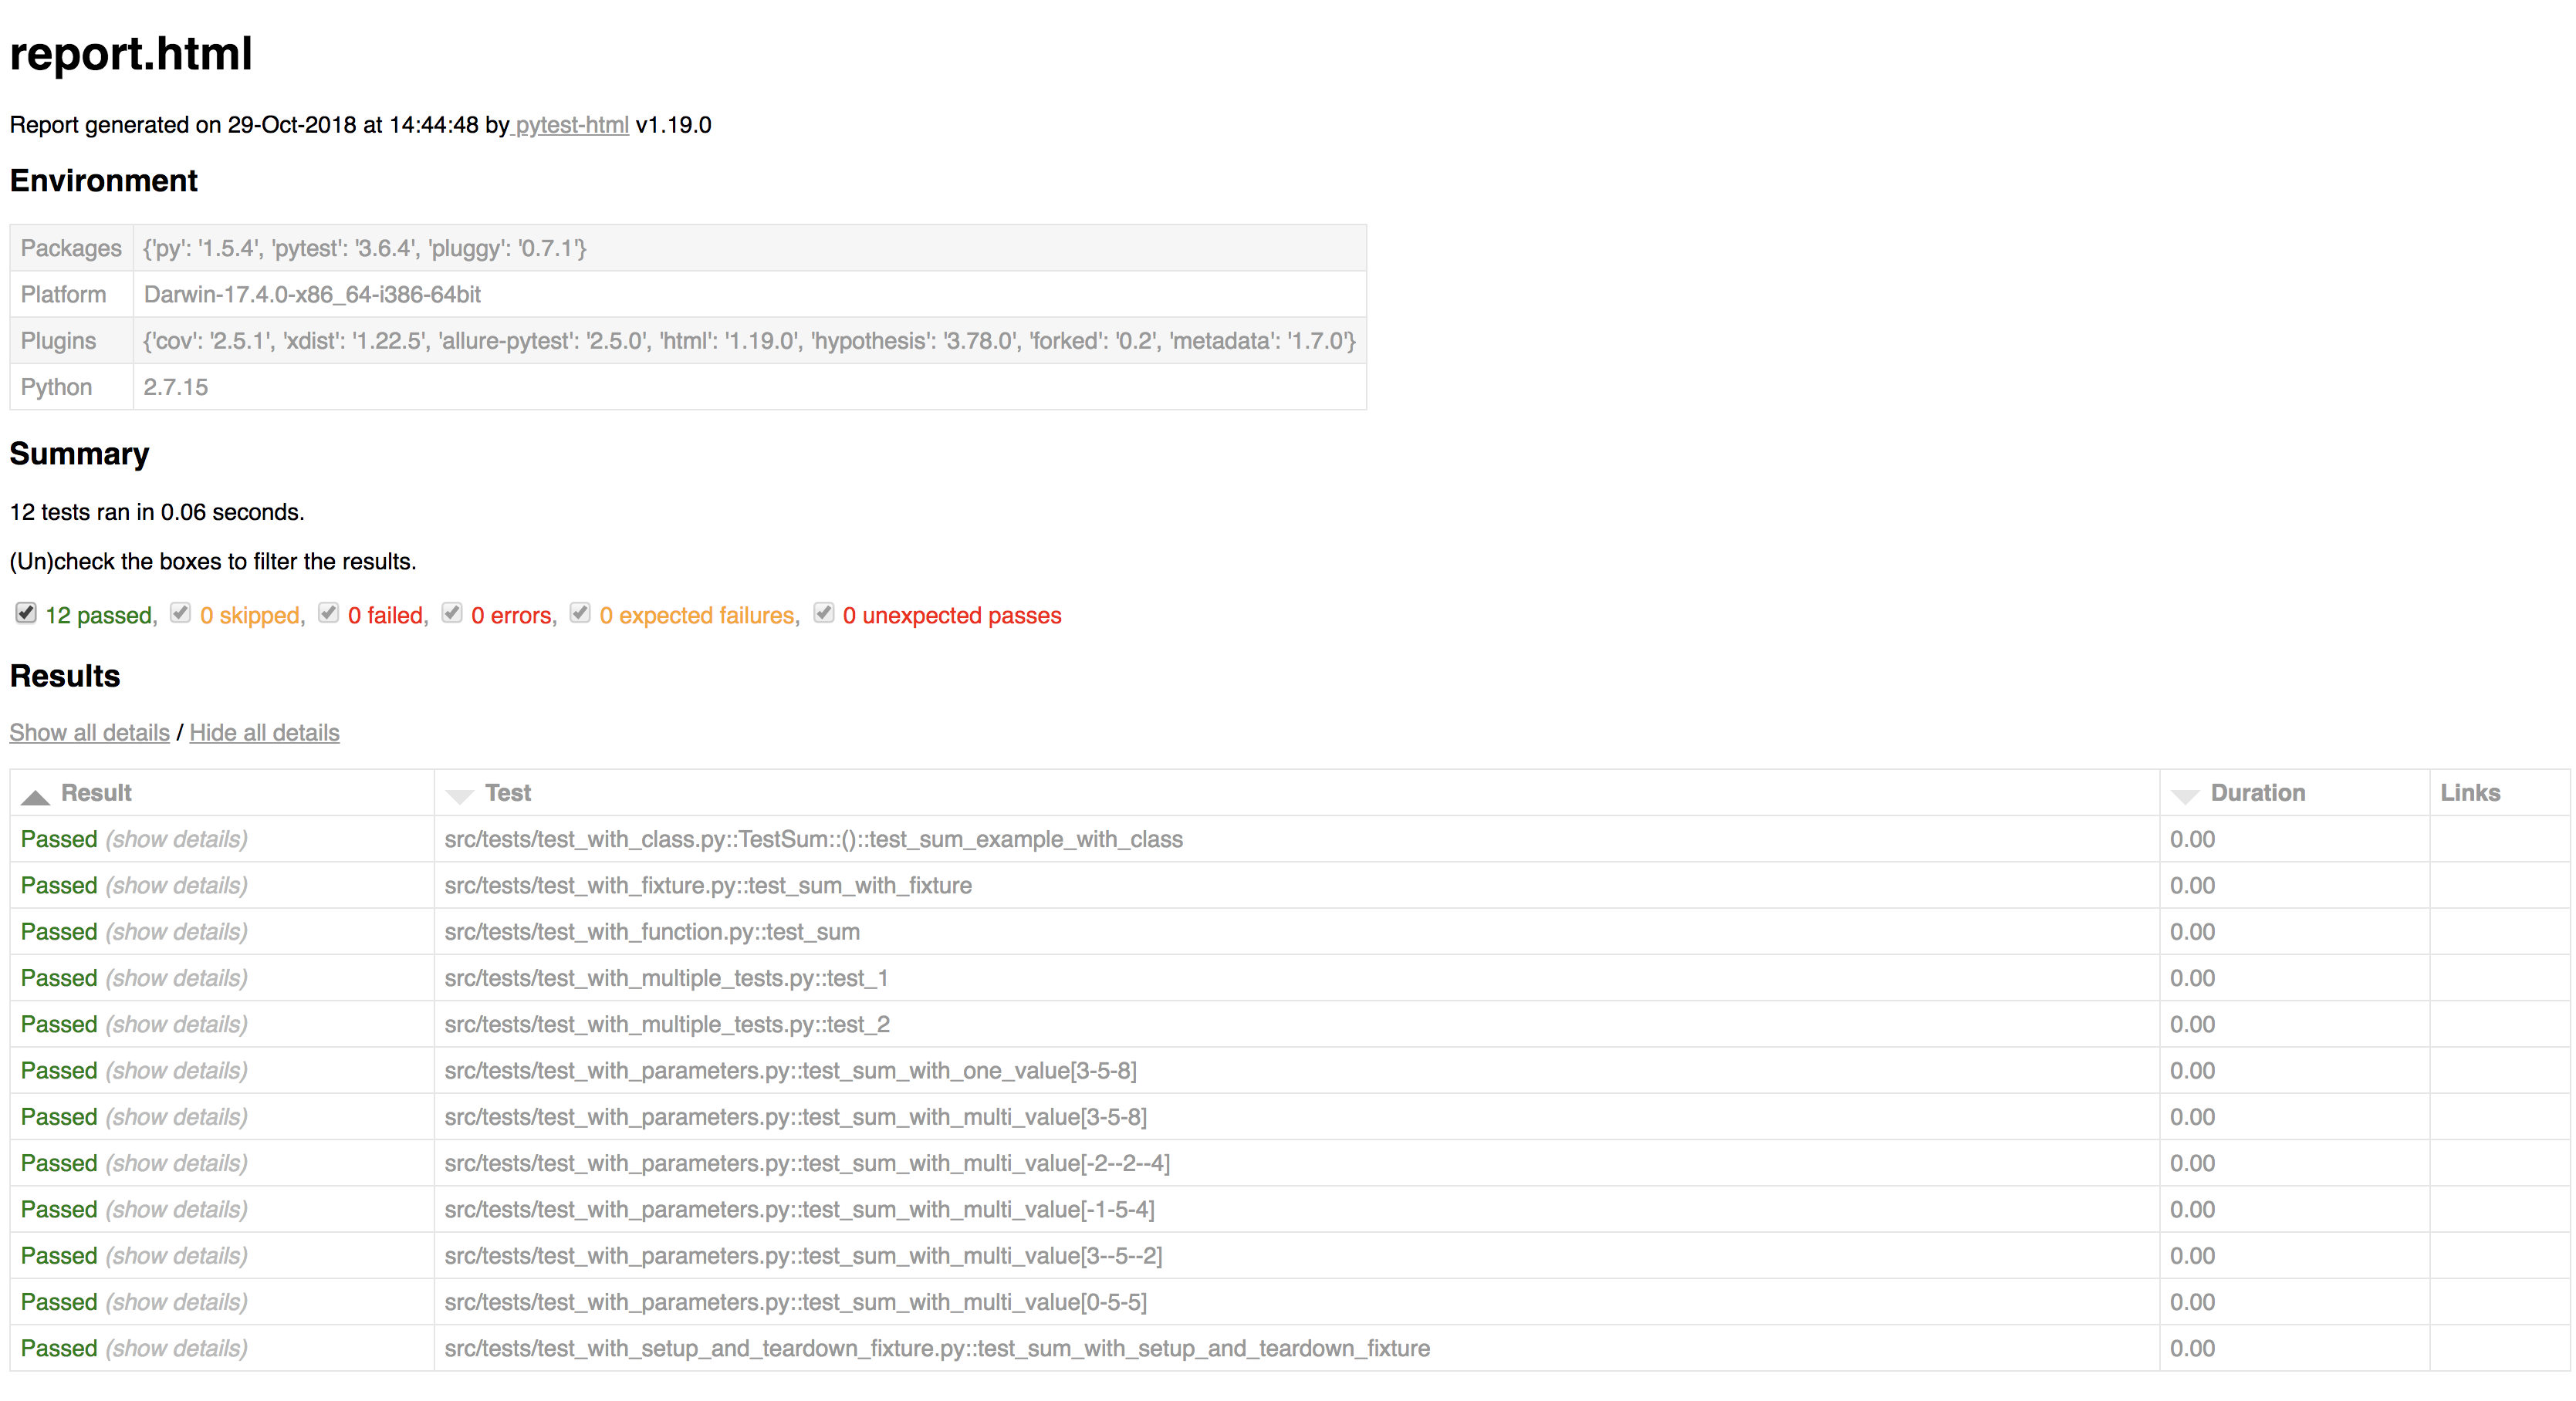 report.html
Report generated on 29-Oct-2018 at 14:44:48 by pytest-html v1.19.0
Environment
Packages {'py': '1.5.4', 'pytest': '3.6.4', 'pluggy': '0.7.1'}
Platform Darwin-17.4.0-x86_64-i386-64bit
Plugins {'cov': '2.5.1', 'xdist': '1.22.5', 'allure-pytest': '2.5.0', 'html': '1.19.0', 'hypothesis': '3.78.0', 'forked': '0.2', 'metadata': '1.7.0'}
Python 2.7.15
Summary
12 tests ran in 0.06 seconds.
(Un)check the boxes to filter the results.
12 passed, 0 skipped, 0 failed, 0 errors, 0 expected failures, 0 unexpected passes
Results
Show all details / Hide all details
Result Test Duration Links
Passed (show details) src/tests/test_with_class.py::TestSum::()::test_sum_example_with_class 0.00
Passed (show details) src/tests/test_with_fixture.py::test_sum_with_fixture 0.00
Passed (show details) src/tests/test_with_function.py::test_sum 0.00
Passed (show details) src/tests/test_with_multiple_tests.py::test_1 0.00
Passed (show details) src/tests/test_with_multiple_tests.py::test_2 0.00
Passed (show details) src/tests/test_with_parameters.py::test_sum_with_one_value[3-5-8] 0.00
Passed (show details) src/tests/test_with_parameters.py::test_sum_with_multi_value[3-5-8] 0.00
Passed (show details) src/tests/test_with_parameters.py::test_sum_with_multi_value[-2--2--4] 0.00
Passed (show details) src/tests/test_with_parameters.py::test_sum_with_multi_value[-1-5-4] 0.00
Passed (show details) src/tests/test_with_parameters.py::test_sum_with_multi_value[3--5--2] 0.00
Passed (show details) src/tests/test_with_parameters.py::test_sum_with_multi_value[0-5-5] 0.00
Passed (show details) src/tests/test_with_setup_and_teardown_fixture.py::test_sum_with_setup_and_teardown_fixture 0.00